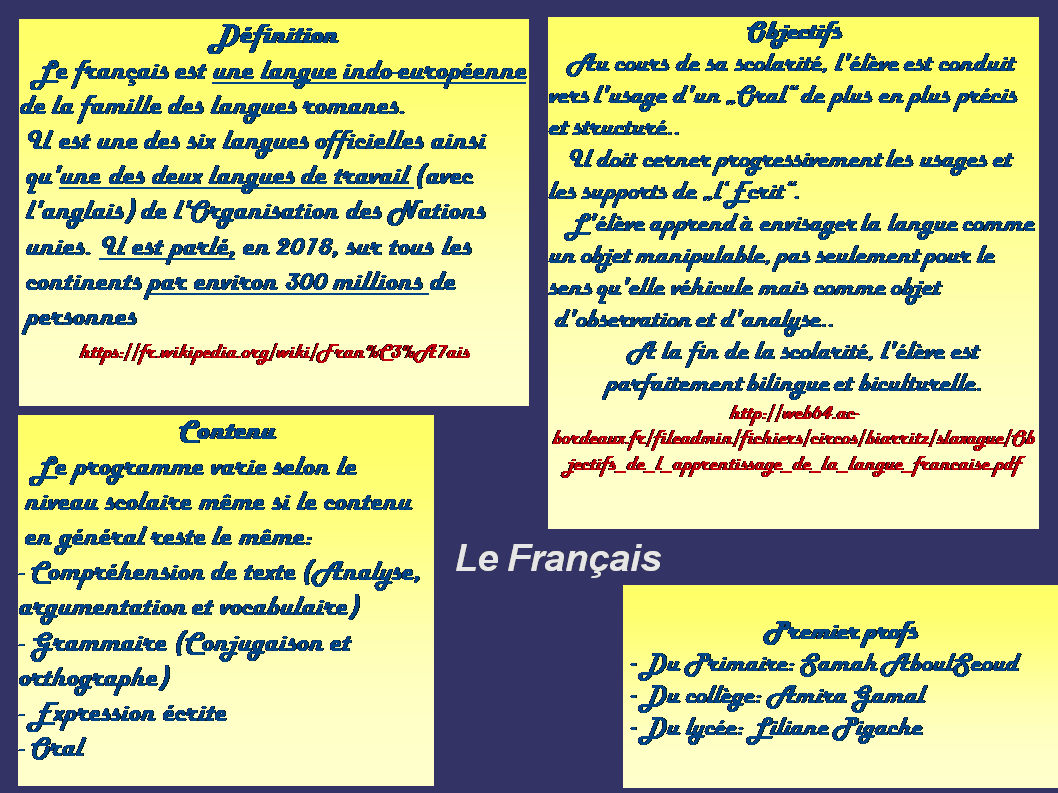 Définition
Le français est une langue indo-européenne
de la famille des langues romanes.
Il est une des six langues officielles ainsi
qu'une des deux langues de travail (avec
l'anglais) de l'Organisation des Nations
unies. Il est parlé, en 2018, sur tous les
continents par environ 300 millions de
personnes
https://fr.wikipedia.org/wiki/Fran%C3%A7ais
Objectifs
Au cours de sa scolarité, l'élève est conduit
vers l'usage d'un „Oral“ de plus en plus précis
et structuré..
Il doit cerner progressivement les usages et
les supports de „l'Ecrit“.
L'élève apprend à envisager la langue comme
un objet manipulable, pas seulement pour le
sens qu'elle véhicule mais comme objet
d'observation et d'analyse..
A la fin de la scolarité, l'élève est
parfaitement bilingue et biculturelle.
http://web64.ac-
bordeaux.fr/fileadmin/fichiers/circos/biarritz/slaxague/Ob
jectifs_de_l_apprentissage_de_la_langue_francaise.pdf
Contenu
Le programme varie selon le
niveau scolaire même si le contenu
en général reste le même:
- Compréhension de texte (Analyse,
argumentation et vocabulaire)
- Grammaire (Conjugaison et
orthographe)
- Expression écrite
- Oral
Le Français
Premier profs
- Du Primaire: Samah AboulSeoud
- Du collège: Amira Gamal
- Du lycée: Liliane Pigache